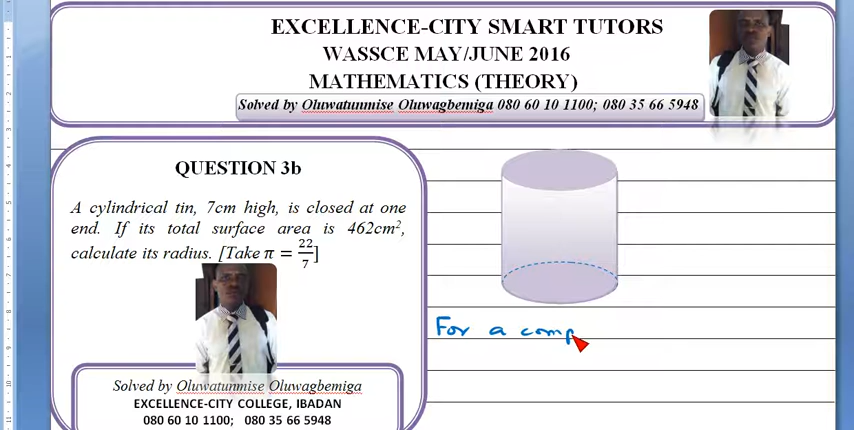 EXCELLENCE-CITY SMART TUTORS
WASSCE MAY/JUNE 2016
MATHEMATICS (THEORY)
Solved by Oluwatunmise Oluwagbemiga 080 60 10 1100; 080 35 66 5948
QUESTION 3b
A cylindrical tin, 7cm high, is closed at one
end. If its total surface area is 462cm², calculate its radius. [Take π = 22/7]
Solved by Oluwatunmise Oluwagbemiga
EXCELLENCE-CITY COLLEGE, IBADAN
080 60 10 1100; 080 35 66 5948
For a comp